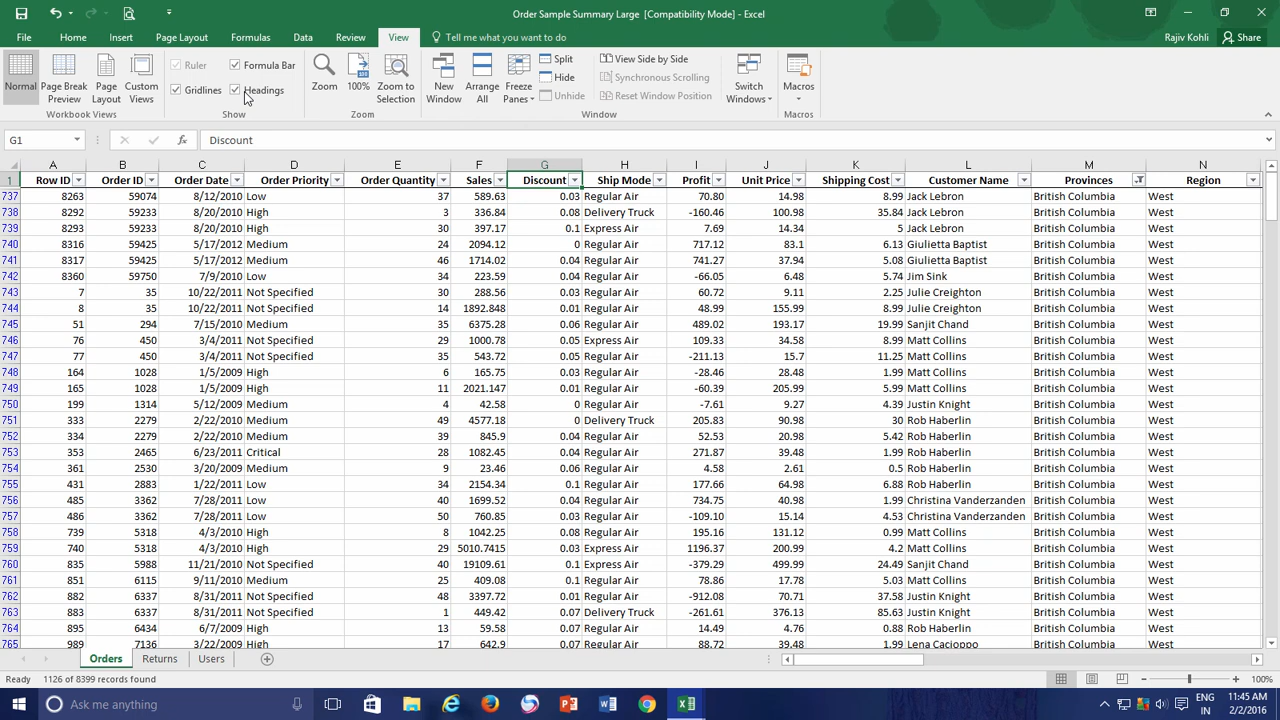 Order Sample Summary Large [Compatibility Mode] - Excel
File Home Insert Page Layout Formulas Data Review View Tell me what you want to do Rajiv Kohli Share
Normal Page Break Preview Page Layout Custom Views Ruler Formula Bar Gridlines Headings Zoom 100% Zoom to Selection New Window Arrange All Freeze Panes Split Hide Unhide View Side by Side Synchronous Scrolling Reset Window Position Switch Windows Macros
Workbook Views Show Zoom Window Macros
G1 fx Discount
A B C D E F G H I J K L M N
1 Row ID Order ID Order Date Order Priority Order Quantity Sales Discount Ship Mode Profit Unit Price Shipping Cost Customer Name Provinces Region
737 8263 59074 8/12/2010 Low 37 589.63 0.03 Regular Air 70.80 14.98 8.99 Jack Lebron British Columbia West
738 8292 59233 8/20/2010 High 3 336.84 0.08 Delivery Truck -160.46 100.98 35.84 Jack Lebron British Columbia West
739 8293 59233 8/20/2010 High 30 397.17 0.1 Express Air 7.69 14.34 5 Jack Lebron British Columbia West
740 8316 59425 5/17/2012 Medium 24 2094.12 0 Regular Air 717.12 83.1 6.13 Giulietta Baptist British Columbia West
741 8317 59425 5/17/2012 Medium 46 1714.02 0.04 Regular Air 741.27 37.94 5.08 Giulietta Baptist British Columbia West
742 8360 59750 7/9/2010 Low 34 223.59 0.04 Regular Air -66.05 6.48 5.74 Jim Sink British Columbia West
743 7 35 10/22/2011 Not Specified 30 288.56 0.03 Regular Air 60.72 9.11 2.25 Julie Creighton British Columbia West
744 8 35 10/22/2011 Not Specified 14 1892.848 0.01 Regular Air 48.99 155.99 8.99 Julie Creighton British Columbia West
745 51 294 7/15/2010 Medium 35 6375.28 0.06 Regular Air 489.02 193.17 19.99 Sanjit Chand British Columbia West
746 76 450 3/4/2011 Not Specified 29 1000.78 0.05 Express Air 109.33 34.58 8.99 Matt Collins British Columbia West
747 77 450 3/4/2011 Not Specified 35 543.72 0.05 Regular Air -211.13 15.7 11.25 Matt Collins British Columbia West
748 164 1028 1/5/2009 High 6 165.75 0.03 Regular Air -28.46 28.48 1.99 Matt Collins British Columbia West
749 165 1028 1/5/2009 High 11 2021.147 0.01 Regular Air -60.39 205.99 5.99 Matt Collins British Columbia West
750 199 1314 5/12/2009 Medium 4 42.58 0 Regular Air -7.61 9.27 4.39 Justin Knight British Columbia West
751 333 2279 2/22/2010 Medium 49 4577.18 0 Delivery Truck 205.83 90.98 30 Rob Haberlin British Columbia West
752 334 2279 2/22/2010 Medium 39 845.9 0.04 Regular Air 52.53 20.98 5.42 Rob Haberlin British Columbia West
753 353 2465 6/23/2011 Critical 28 1082.45 0.04 Regular Air 271.87 39.48 1.99 Rob Haberlin British Columbia West
754 361 2530 3/20/2009 Medium 9 23.46 0.06 Regular Air 4.58 2.61 0.5 Rob Haberlin British Columbia West
755 431 2883 1/22/2011 Low 34 2154.34 0.1 Regular Air 177.66 64.98 6.88 Rob Haberlin British Columbia West
756 485 3362 7/28/2011 Low 40 1699.52 0.04 Regular Air 734.75 40.98 1.99 Christina Vanderzanden British Columbia West
757 486 3362 7/28/2011 Low 50 760.85 0.03 Regular Air -109.10 15.14 4.53 Christina Vanderzanden British Columbia West
758 739 5318 4/3/2010 High 8 1042.25 0.08 Regular Air 195.16 131.12 0.99 Matt Collins British Columbia West
759 740 5318 4/3/2010 High 29 5010.7415 0.03 Express Air 1196.37 200.99 4.2 Matt Collins British Columbia West
760 835 5988 11/21/2010 Not Specified 40 19109.61 0.1 Express Air -379.29 499.99 24.49 Sanjit Chand British Columbia West
761 851 6115 9/11/2010 Medium 25 409.08 0.1 Regular Air 78.86 17.78 5.03 Matt Collins British Columbia West
762 882 6337 8/31/2011 Not Specified 48 3397.72 0.01 Regular Air -912.08 70.71 37.58 Justin Knight British Columbia West
763 883 6337 8/31/2011 Not Specified 1 449.42 0.07 Delivery Truck -261.61 376.13 85.63 Justin Knight British Columbia West
764 895 6434 6/7/2009 High 13 59.58 0.07 Regular Air 14.49 4.76 0.88 Rob Haberlin British Columbia West
765 989 7136 3/22/2009 High 17 642.9 0.07 Regular Air 88.72 39.48 1.99 Lena Cacioppo British Columbia West
Orders Returns Users
Ready 1126 of 8399 records found 100%
Ask me anything ENG IN 11:45 AM 2/2/2016